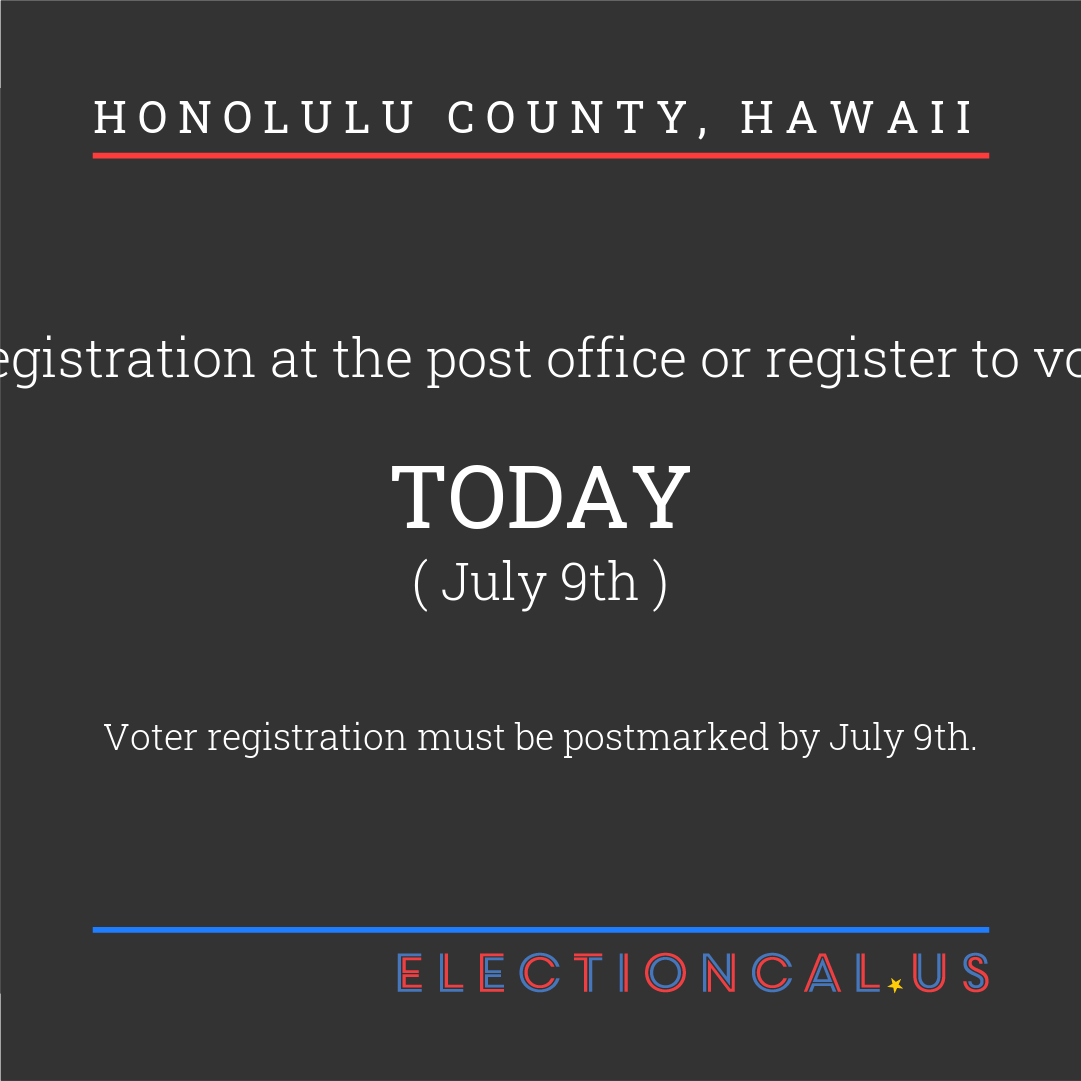 HONOLULU COUNTY, HAWAII
egistration at the post office or register to vo
TODAY
( July 9th )
Voter registration must be postmarked by July 9th.
ELECTIONCAL.US